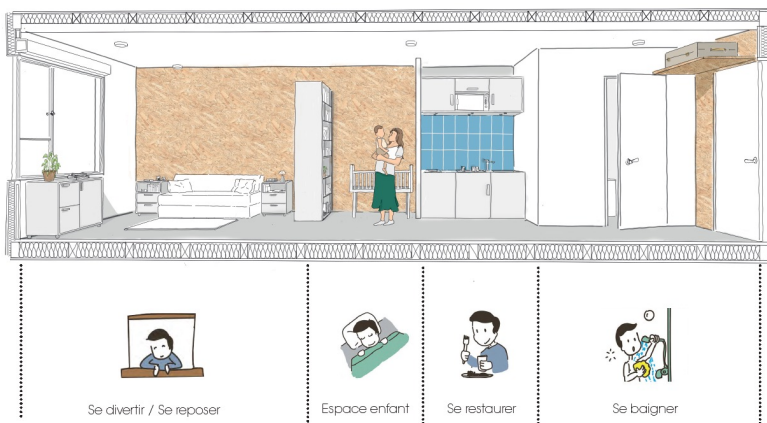 Se divertir / Se reposer
Espace enfant
Se restaurer
Se baigner